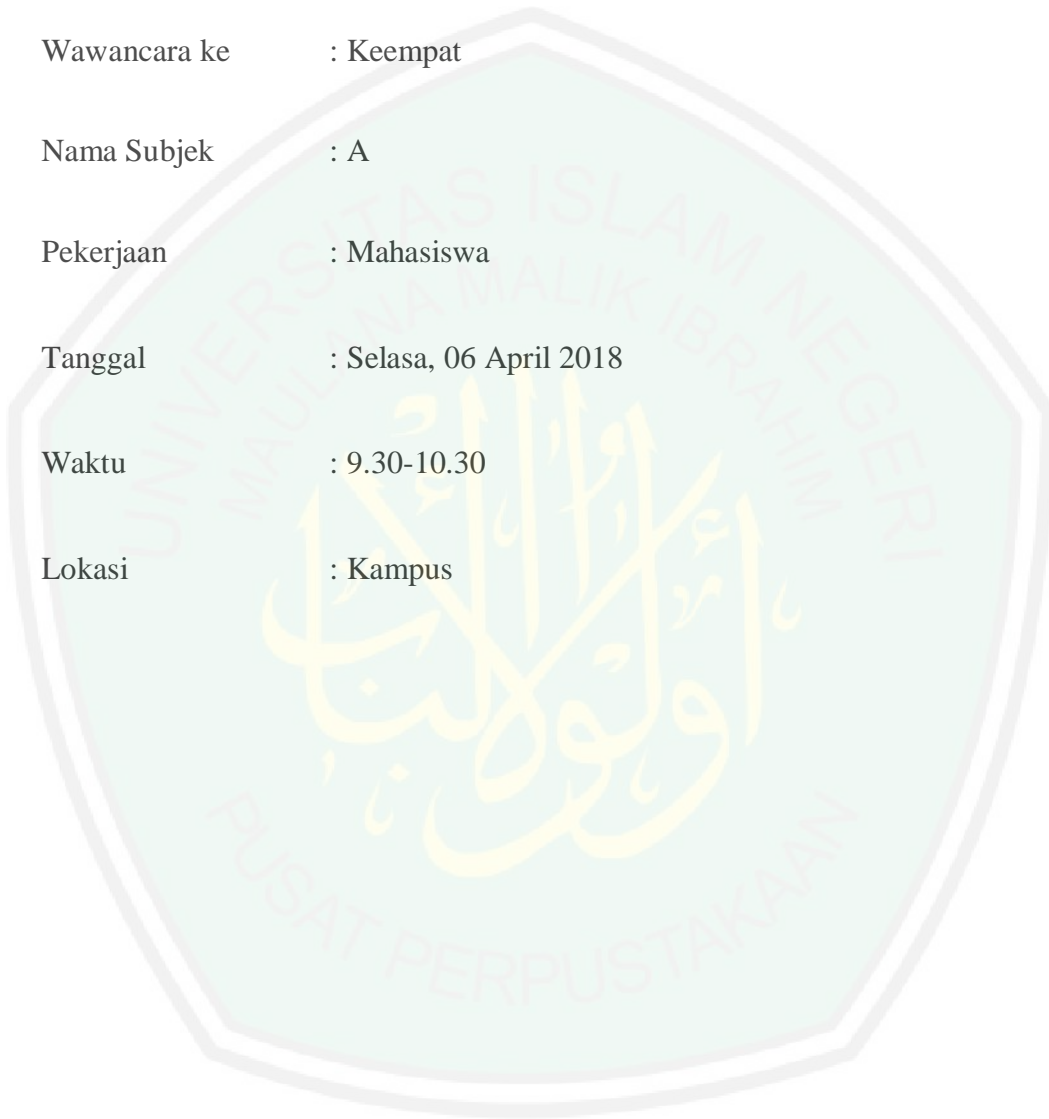 Wawancara ke : Keempat
Nama Subjek : A
Pekerjaan : Mahasiswa
Tanggal : Selasa, 06 April 2018
Waktu : 9.30-10.30
Lokasi : Kampus
UNIVERSITAS ISLAM NEGERI
MAULANA MALIK IBRAHIM
PUSAT PERPUSTAKAAN